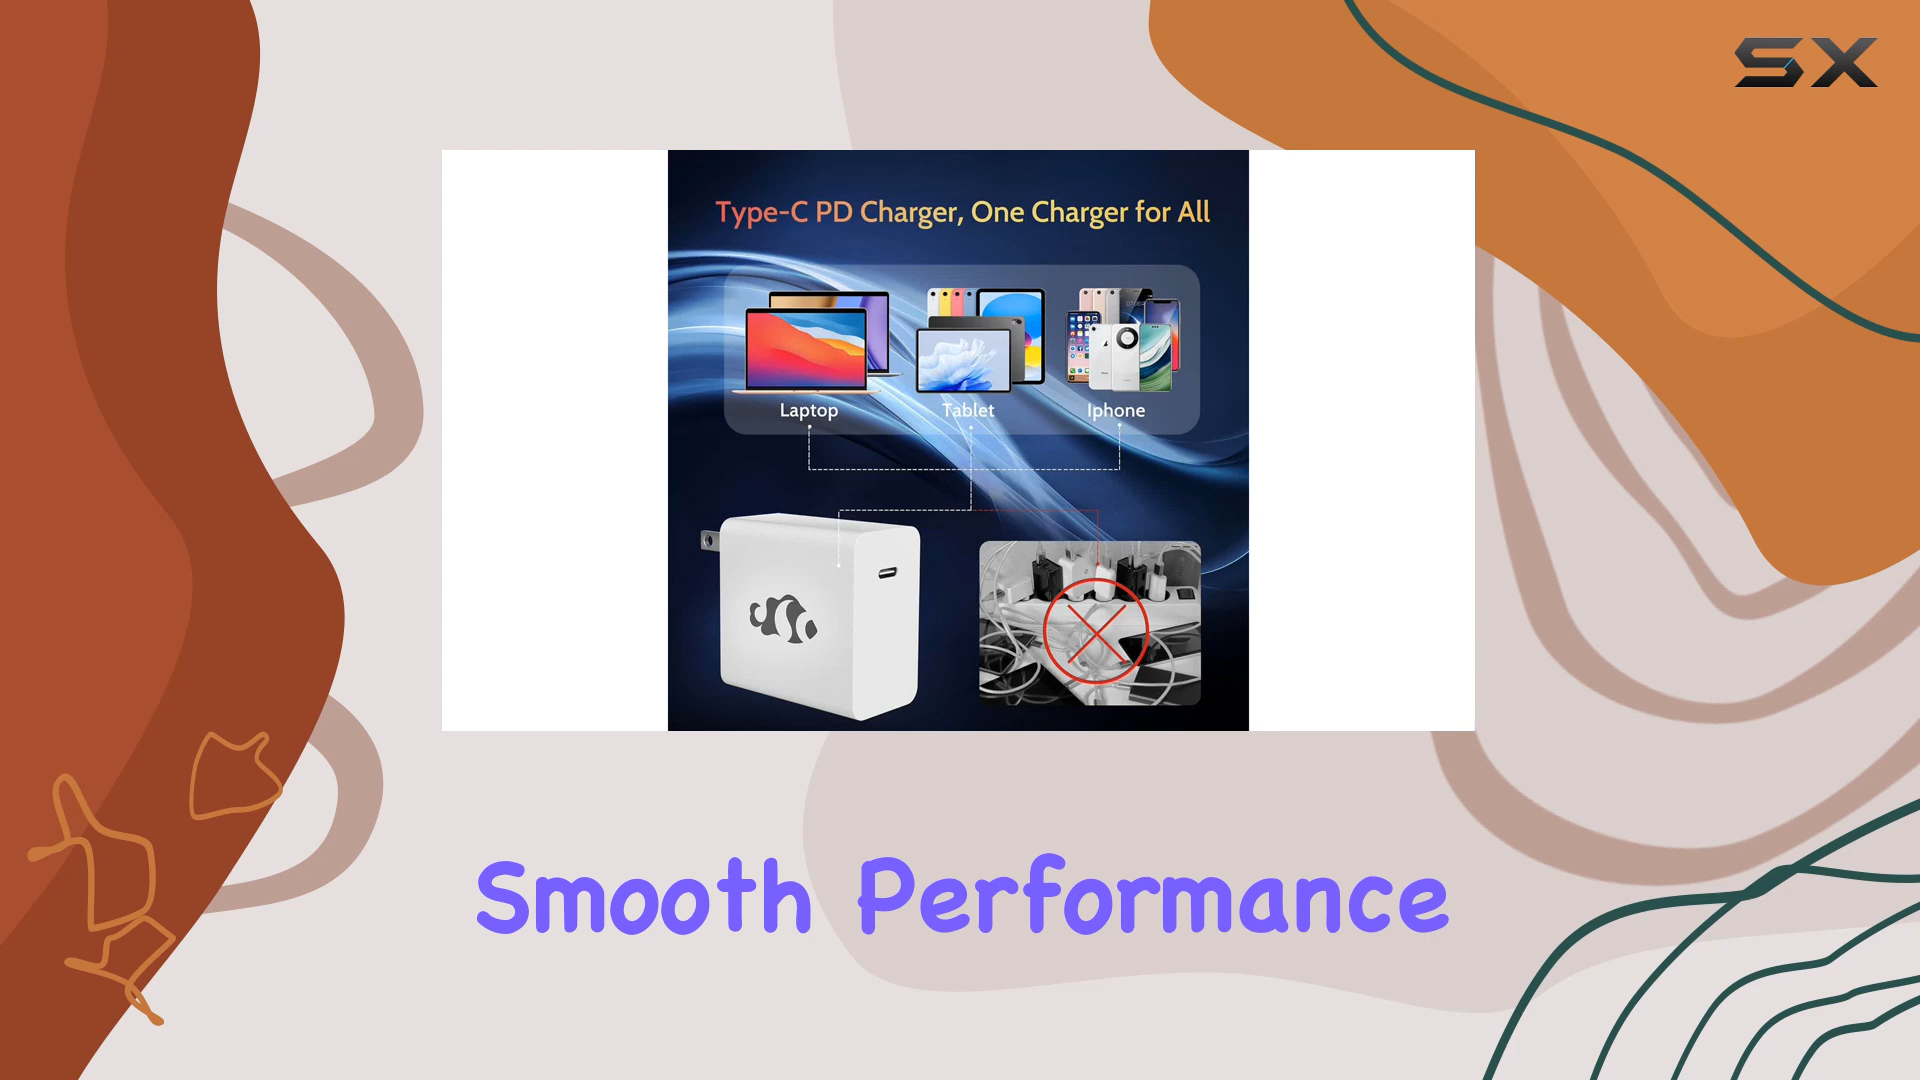 SX
Type-C PD Charger, One Charger for All
Laptop
Tablet
Iphone
Smooth Performance